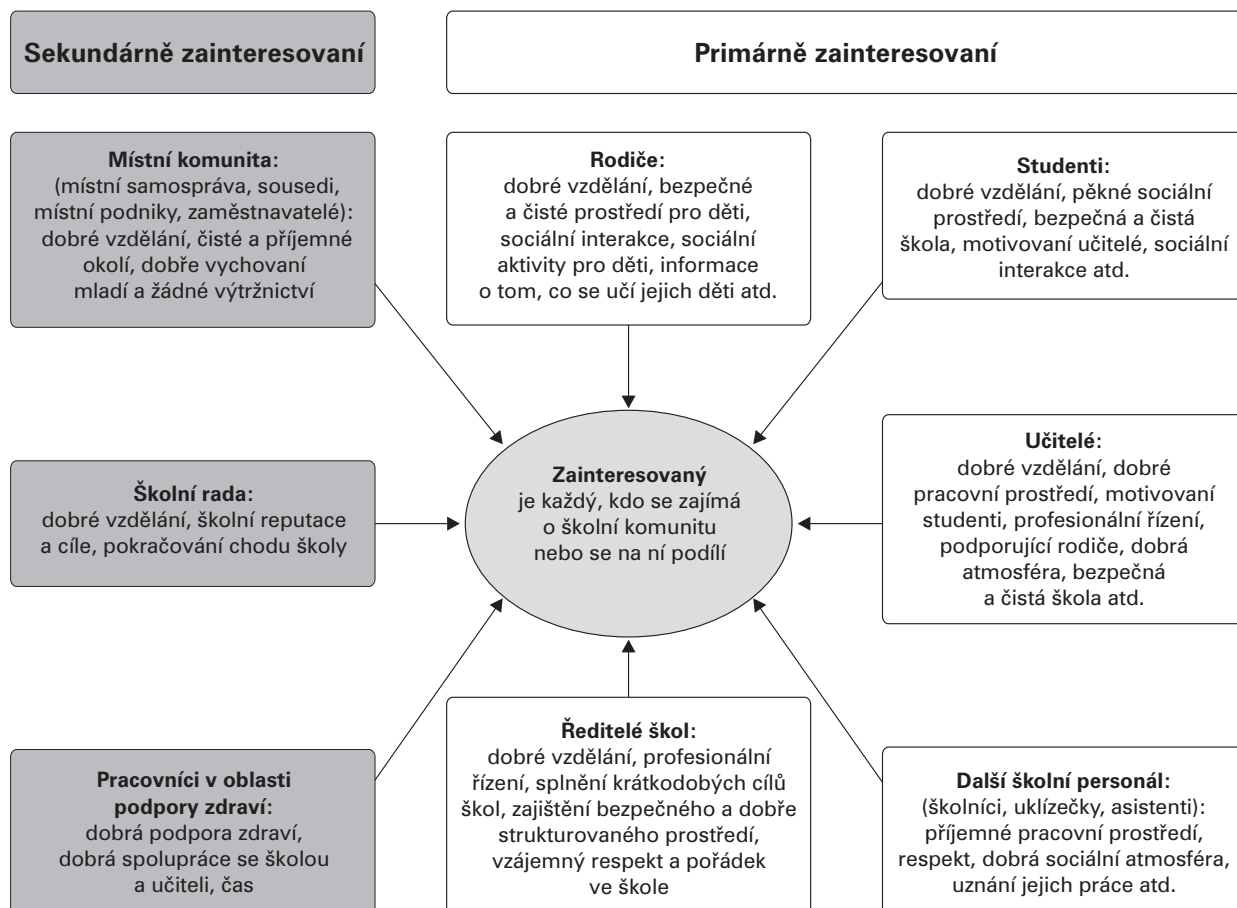 Sekundárně zainteresovaní
Primárně zainteresovaní
Místní komunita:
(místní samospráva, sousedi,
místní podniky, zaměstnavatelé):
dobré vzdělání, čisté a příjemné
okolí, dobře vychovaní
mladí a žádné výtržnictví
Rodiče:
dobré vzdělání, bezpečné
a čisté prostředí pro děti,
sociální interakce, sociální
aktivity pro děti, informace
o tom, co se učí jejich děti atd.
Studenti:
dobré vzdělání, pěkné sociální
prostředí, bezpečná a čistá
škola, motivovaní učitelé, sociální
interakce atd.
Školní rada:
dobré vzdělání, školní reputace
a cíle, pokračování chodu školy
Zainteresovaný
je každý, kdo se zajímá
o školní komunitu
nebo se na ní podílí
Učitelé:
dobré vzdělání, dobré
pracovní prostředí, motivovaní
studenti, profesionální řízení,
podporující rodiče, dobrá
atmosféra, bezpečná
a čistá škola atd.
Pracovníci v oblasti
podpory zdraví:
dobrá podpora zdraví,
dobrá spolupráce se školou
a učiteli, čas
Ředitelé škol:
dobré vzdělání, profesionální
řízení, splnění krátkodobých cílů
škol, zajištění bezpečného a dobře
strukturovaného prostředí,
vzájemný respekt a pořádek
ve škole
Další školní personál:
(školníci, uklízečky, asistenti):
příjemné pracovní prostředí,
respekt, dobrá sociální atmosféra,
uznání jejich práce atd.